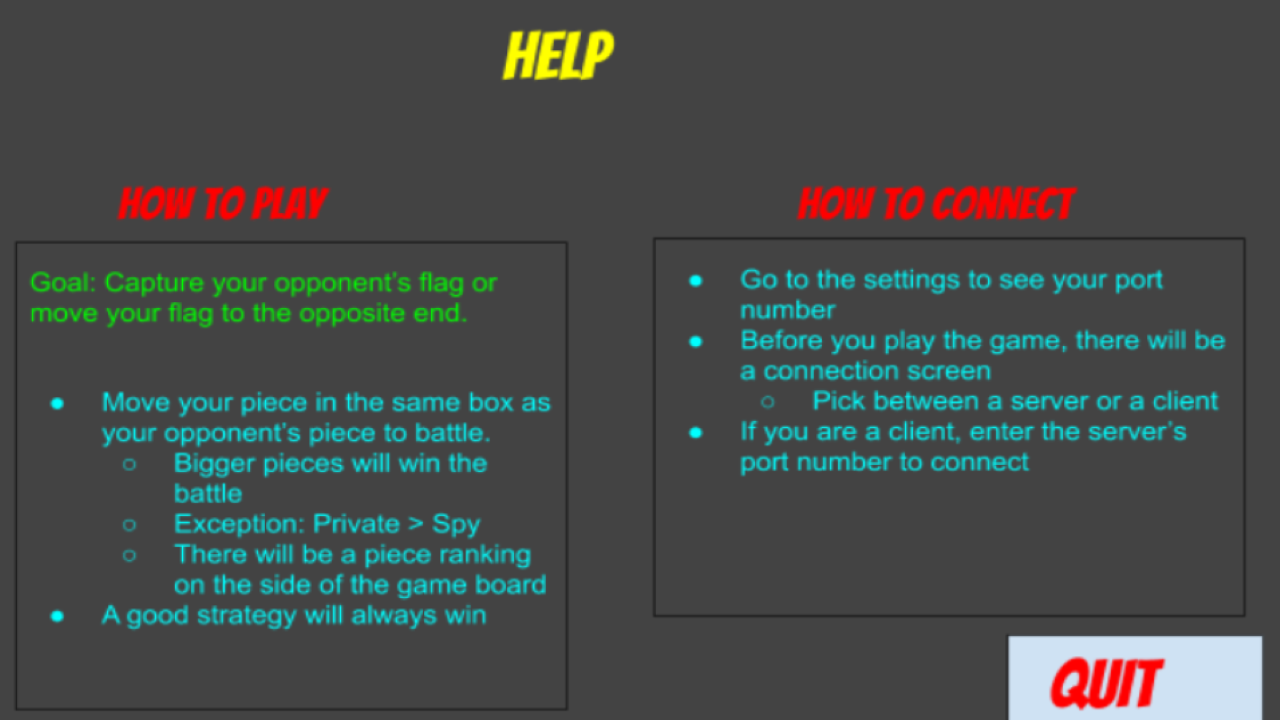 HELP
HOW TO PLAY
Goal: Capture your opponent's flag or
move your flag to the opposite end.
● Move your piece in the same box as
your opponent's piece to battle.
○ Bigger pieces will win the
battle
○ Exception: Private > Spy
○ There will be a piece ranking
on the side of the game board
● A good strategy will always win
HOW TO CONNECT
● Go to the settings to see your port
number
● Before you play the game, there will be
a connection screen
○ Pick between a server or a client
● If you are a client, enter the server's
port number to connect
QUIT